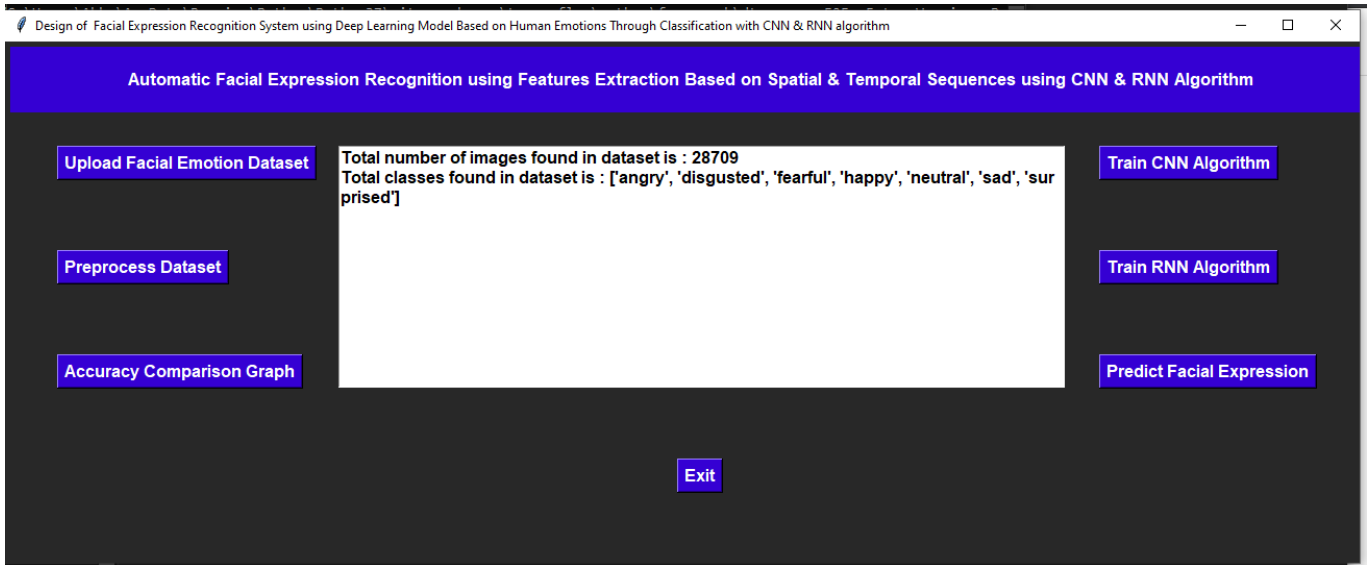 Design of Facial Expression Recognition System using Deep Learning Model Based on Human Emotions Through Classification with CNN & RNN algorithm
Automatic Facial Expression Recognition using Features Extraction Based on Spatial & Temporal Sequences using CNN & RNN Algorithm
Upload Facial Emotion Dataset
Total number of images found in dataset is : 28709
Total classes found in dataset is : ['angry', 'disgusted', 'fearful', 'happy', 'neutral', 'sad', 'sur
prised']
Train CNN Algorithm
Preprocess Dataset
Train RNN Algorithm
Accuracy Comparison Graph
Predict Facial Expression
Exit